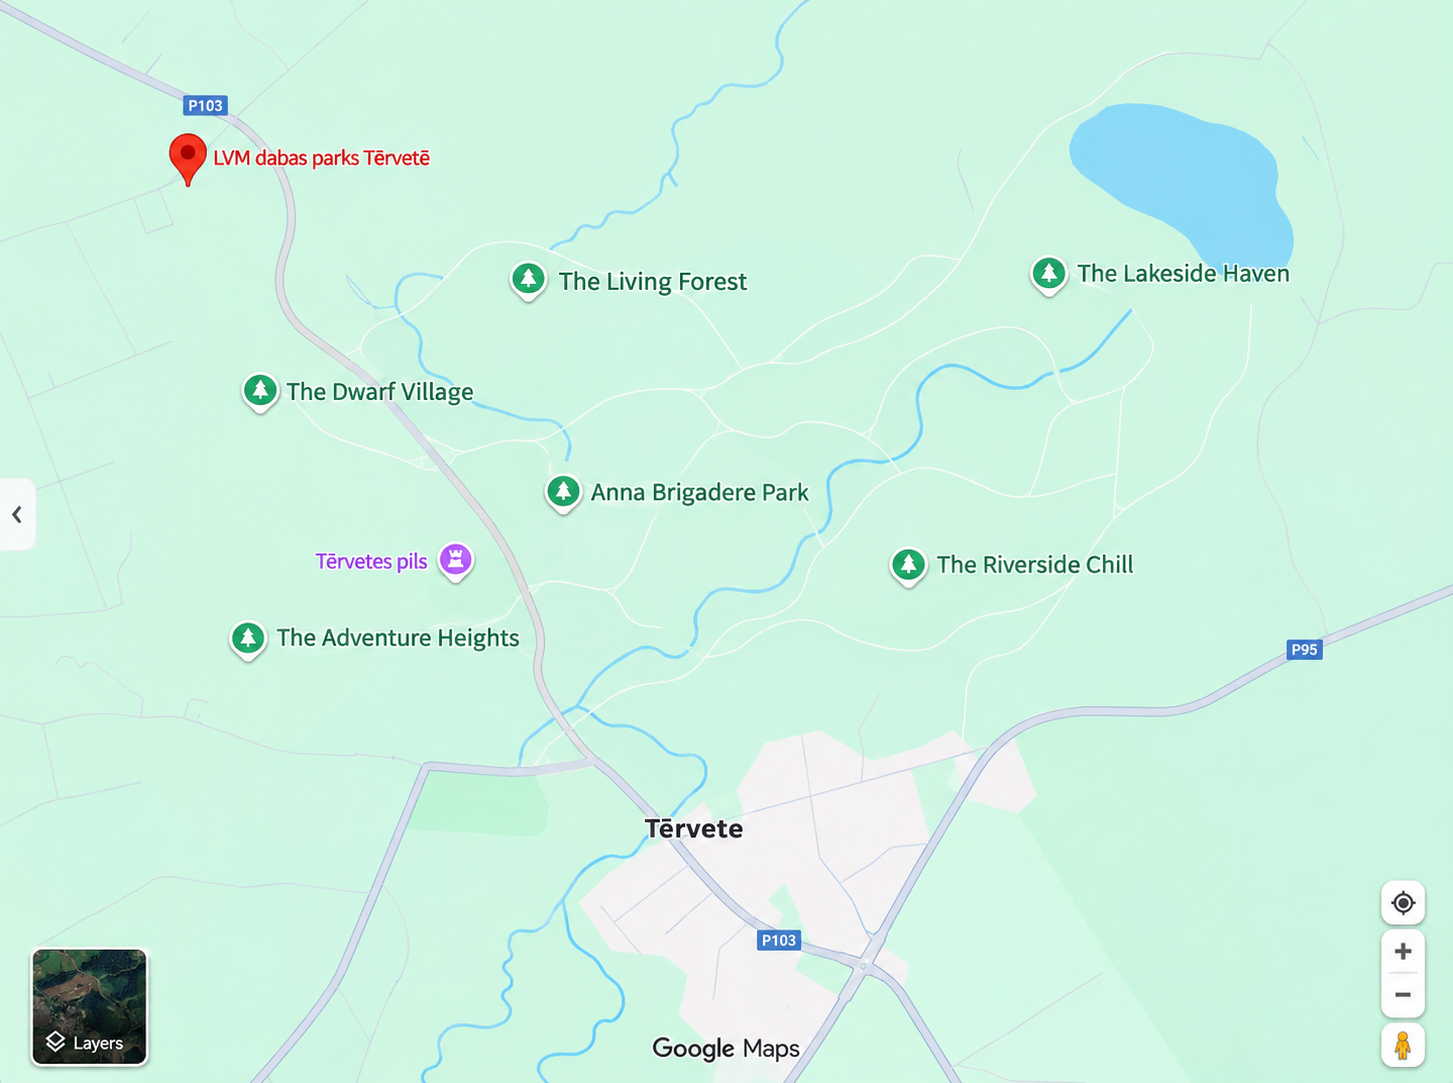 P103
LVM dabas parks Tērvetē
The Living Forest
The Lakeside Haven
The Dwarf Village
Anna Brigadere Park
Tērvetes pils
The Riverside Chill
The Adventure Heights
P95
Tērvete
P103
Layers
Google Maps